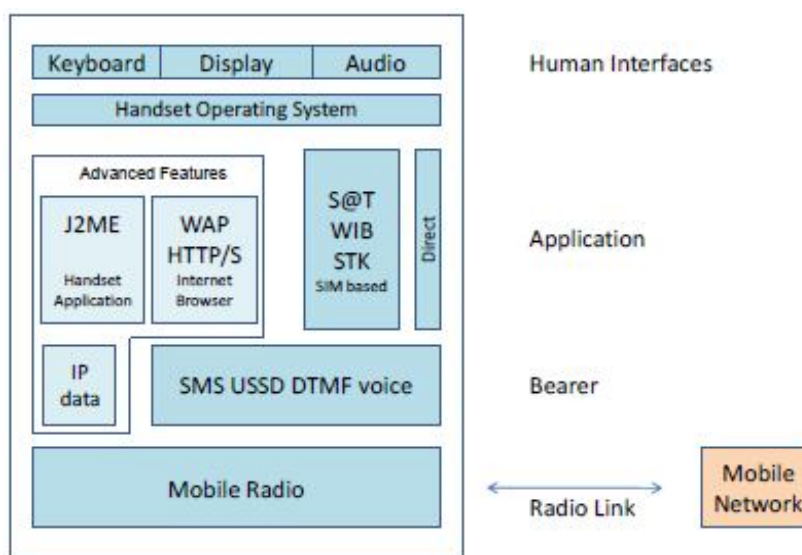 Keyboard Display Audio Human Interfaces
Handset Operating System
Advanced Features
J2ME
Handset
Application
WAP
HTTP/S
Internet
Browser
S@T
WIB
STK
SIM based
Direct
Application
IP
data
SMS USSD DTMF voice
Bearer
Mobile Radio
Radio Link
Mobile
Network